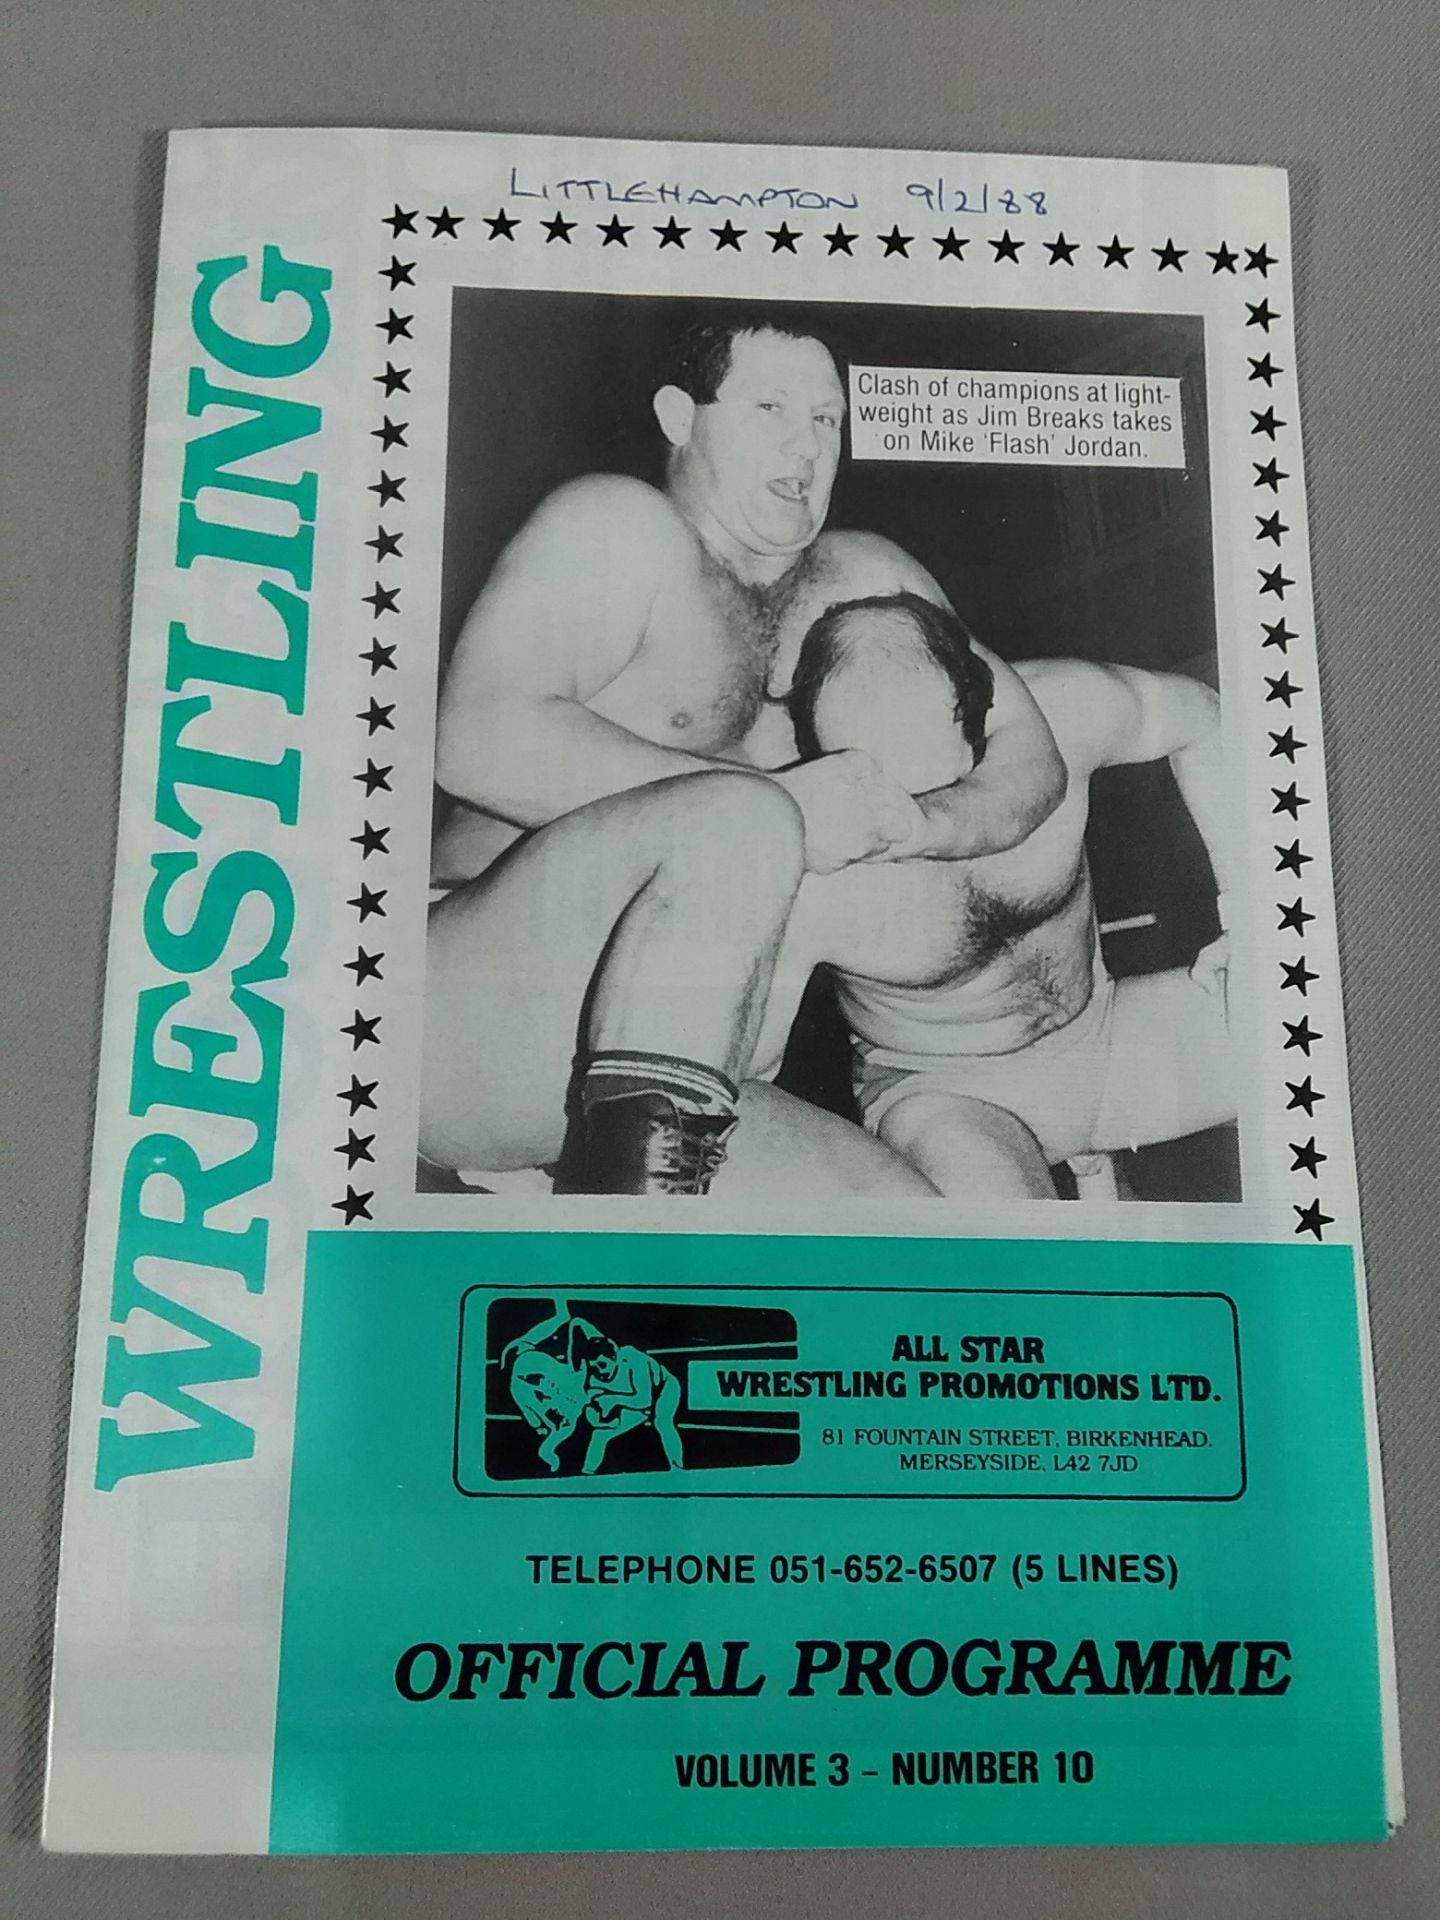 LITTLEHAMPTON 9/2/88
WRESTLING
Clash of champions at light-
weight as Jim Breaks takes
on Mike 'Flash' Jordan.
ALL STAR
WRESTLING PROMOTIONS LTD.
81 FOUNTAIN STREET, BIRKENHEAD.
MERSEYSIDE, L42 7JD
TELEPHONE 051-652-6507 (5 LINES)
OFFICIAL PROGRAMME
VOLUME 3 – NUMBER 10